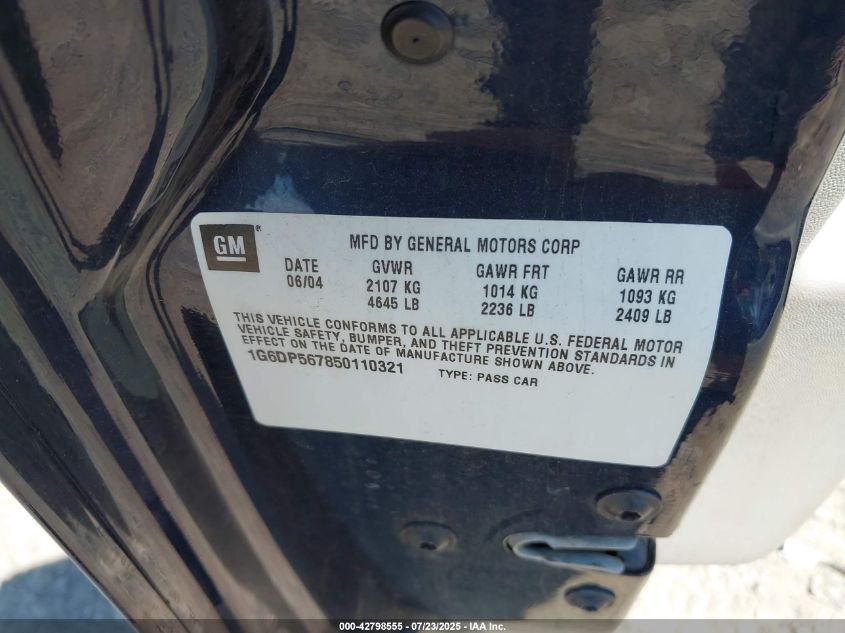 GM ®
MFD BY GENERAL MOTORS CORP
DATE GVWR GAWR FRT GAWR RR
06/04 2107 KG 1014 KG 1093 KG
4645 LB 2236 LB 2409 LB
THIS VEHICLE CONFORMS TO ALL APPLICABLE U.S. FEDERAL MOTOR
VEHICLE SAFETY, BUMPER, AND THEFT PREVENTION STANDARDS IN
EFFECT ON THE DATE OF MANUFACTURE SHOWN ABOVE.
1G6DP567850110321 TYPE: PASS CAR
000-42798555 - 07/23/2025 - IAA Inc.